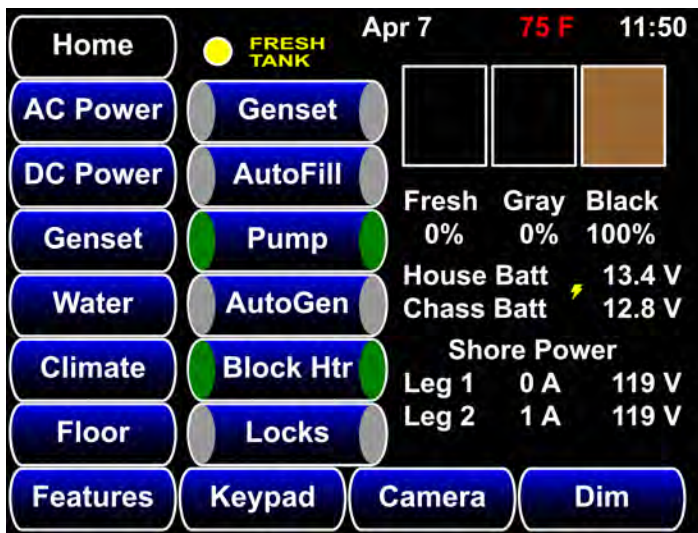 Home
AC Power
DC Power
Genset
Water
Climate
Floor
Features
Keypad
Camera
Dim
FRESH
TANK
Genset
AutoFill
Pump
AutoGen
Block Htr
Locks
Apr 7 75 F 11:50
Fresh Gray Black
0% 0% 100%
House Batt 13.4 V
Chass Batt 12.8 V
Shore Power
Leg 1 0 A 119 V
Leg 2 1 A 119 V